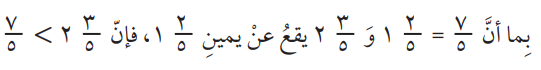 بِما أنَّ ٧/٥ = ١ ٢/٥ وَ ٢ ٣/٥ يقعُ عنْ يمينِ ١ ٢/٥ ، فإنّ ٢ ٣/٥ > ٧/٥